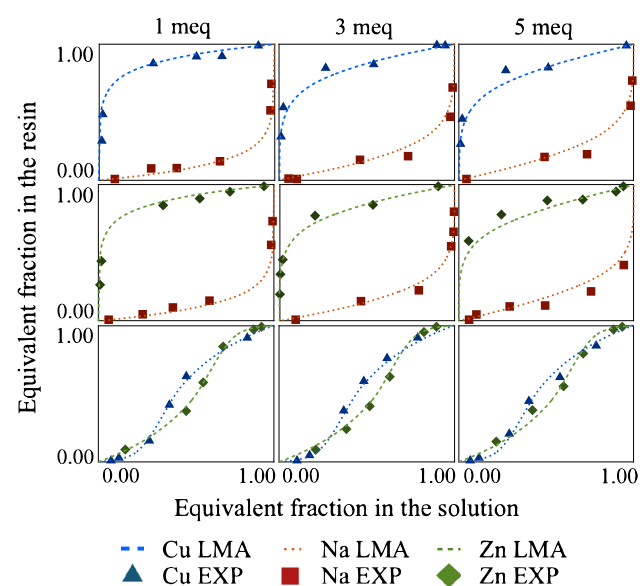 1 meq 3 meq 5 meq
1.00
0.00
1.00
0.00
1.00
0.00
0.00 1.00 0.00 1.00 0.00 1.00
Equivalent fraction in the resin
Equivalent fraction in the solution
Cu LMA Na LMA Zn LMA
Cu EXP Na EXP Zn EXP